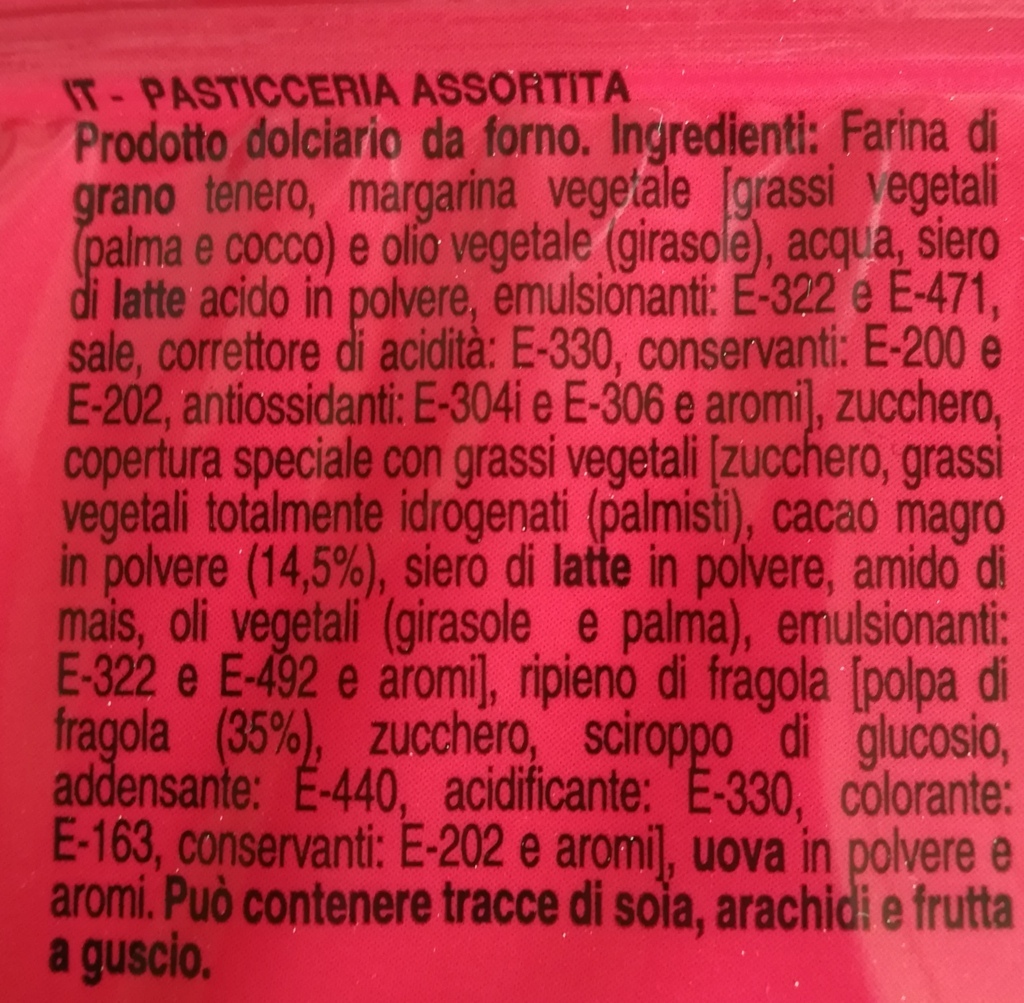 IT - PASTICCERIA ASSORTITA
Prodotto dolciario da forno. Ingredienti: Farina di
grano tenero, margarina vegetale [grassi vegetali
(palma e cocco) e olio vegetale (girasole), acqua, siero
di latte acido in polvere, emulsionanti: E-322 e E-471,
sale, correttore di acidità: E-330, conservanti: E-200 e
E-202, antiossidanti: E-304i e E-306 e aromi], zucchero,
copertura speciale con grassi vegetali [zucchero, grassi
vegetali totalmente idrogenati (palmisti), cacao magro
in polvere (14,5%), siero di latte in polvere, amido di
mais, oli vegetali (girasole e palma), emulsionanti:
E-322 e E-492 e aromi], ripieno di fragola [polpa di
fragola (35%), zucchero, sciroppo di glucosio,
addensante: E-440, acidificante: E-330, colorante:
E-163, conservanti: E-202 e aromi], uova in polvere e
aromi. Può contenere tracce di soia, arachidi e frutta
a guscio.